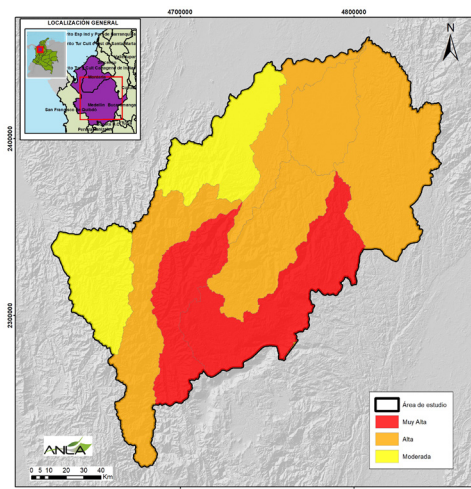 LOCALIZACIÓN GENERAL
4700000
4800000
N
Medellin
2400000
2300000
Área de estudio
Muy Alta
Alta
Moderada
ANLA
0 5 10 20 30 40
Km